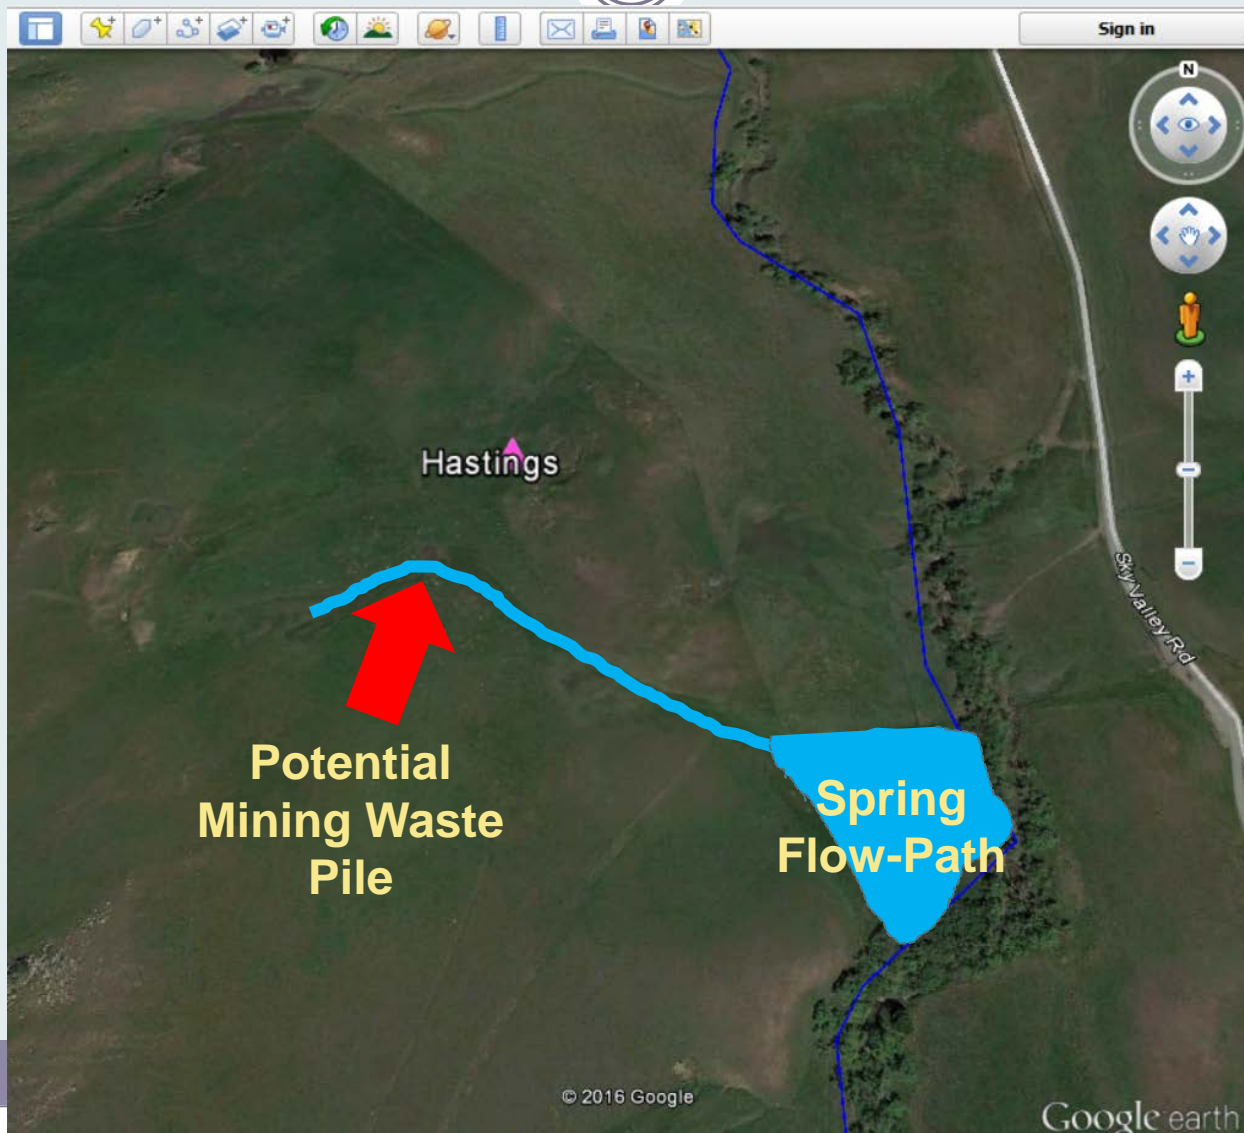 Sign in
N
Hastings
Sky Valley Rd
Potential
Mining Waste
Pile
Spring
Flow-Path
© 2016 Google
Google earth